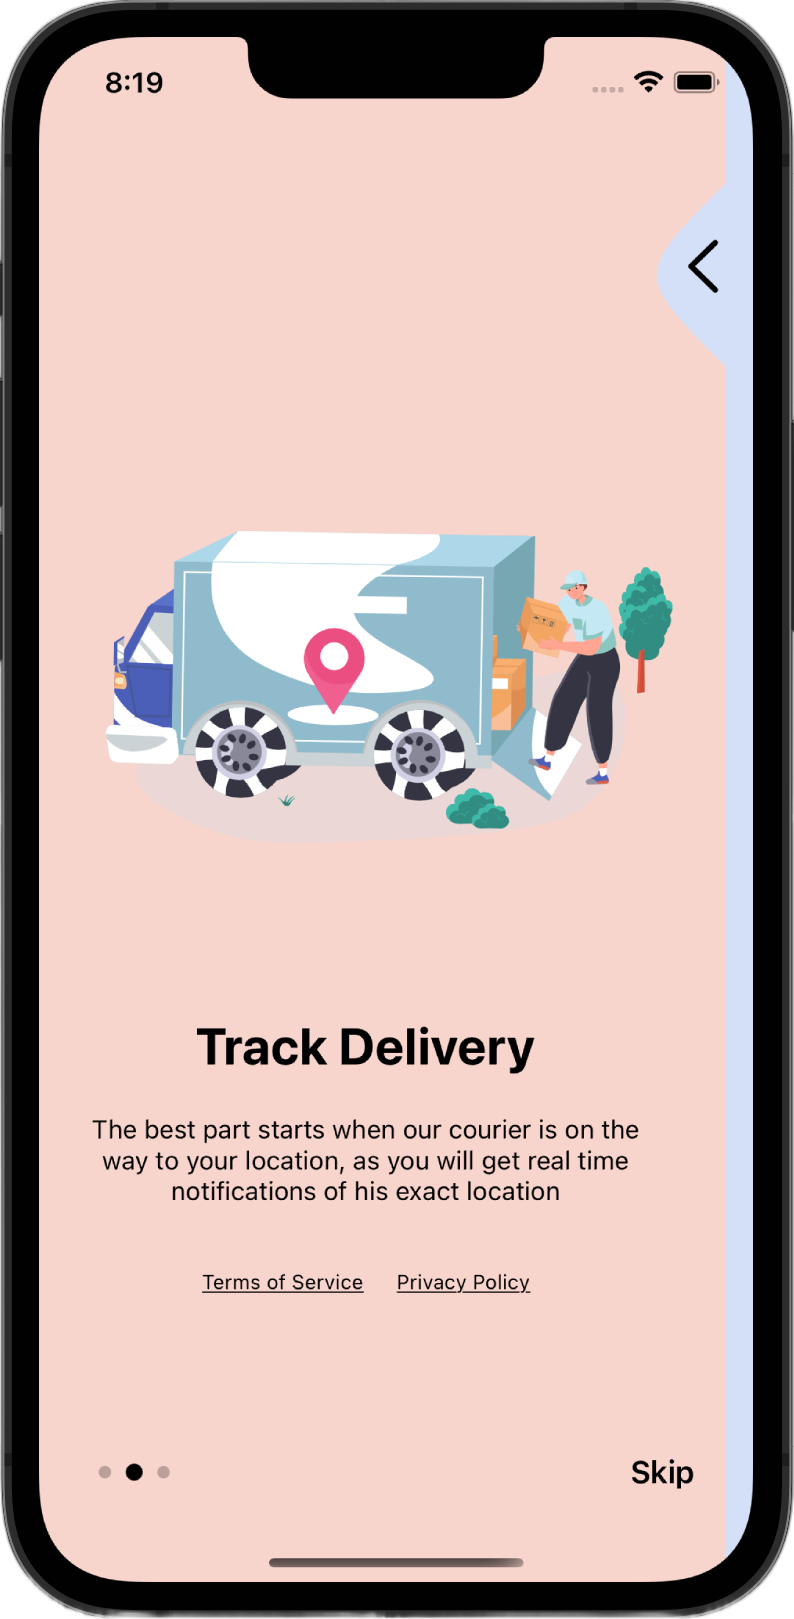 8:19
Track Delivery
The best part starts when our courier is on the
way to your location, as you will get real time
notifications of his exact location
Terms of Service Privacy Policy
Skip